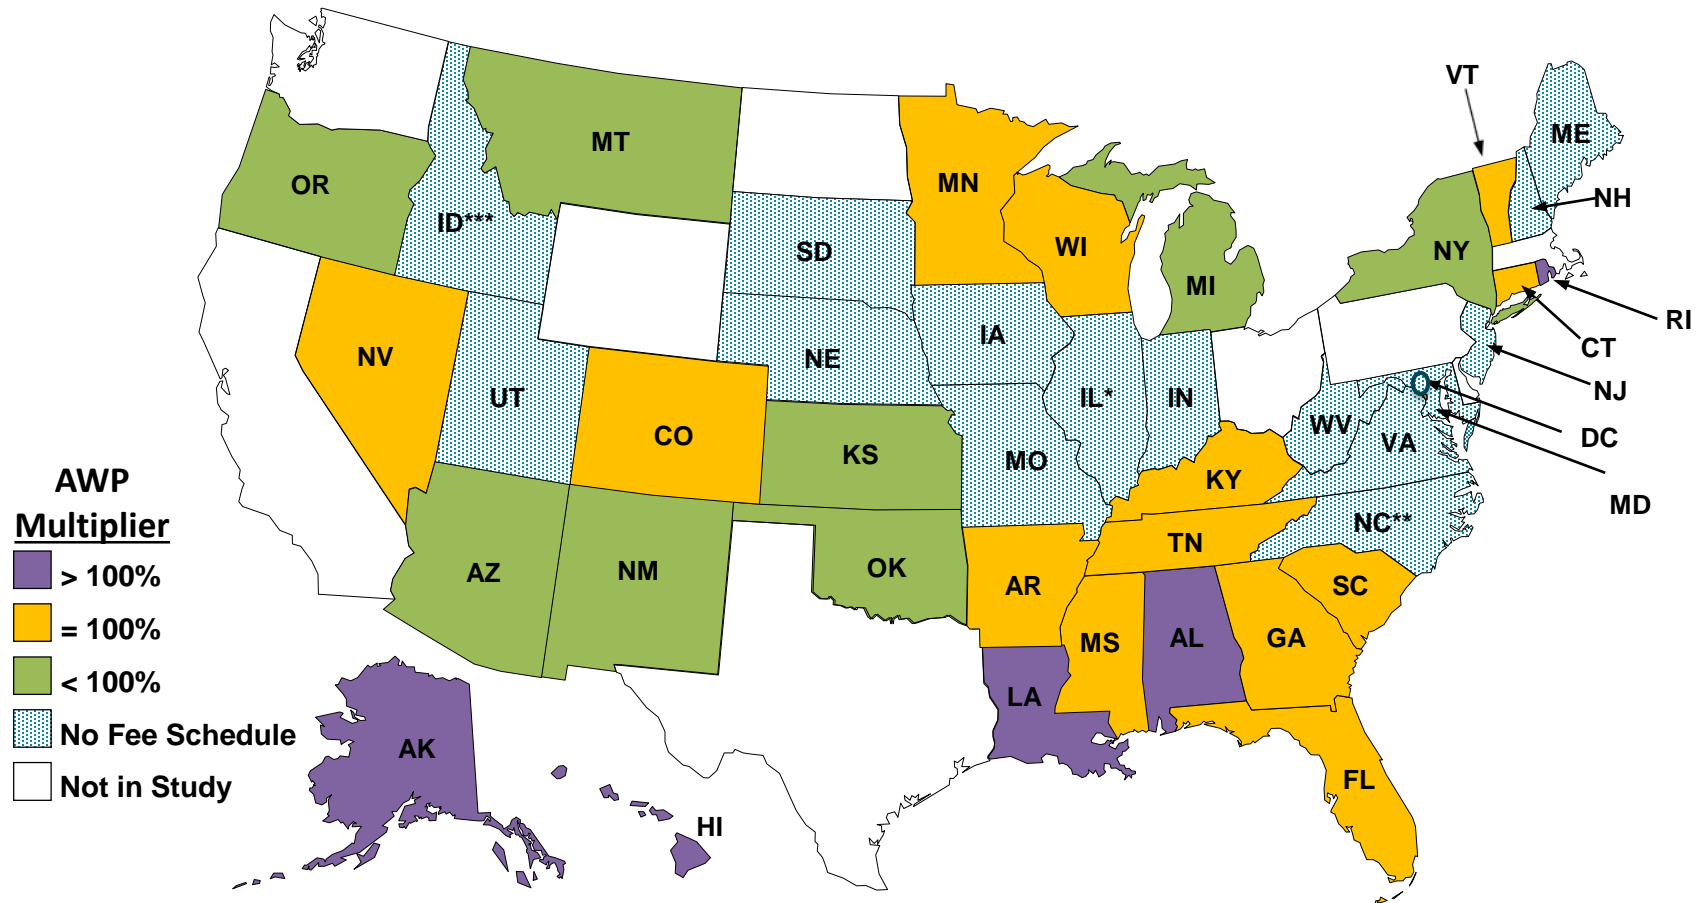 VT
ME
MT
OR
MN
NH
ID***
SD
WI
NY
MI
RI
IA
CT
NV
NE
NJ
UT
IL*
IN
CO
WV
VA
DC
KS
MO
KY
MD
AWP
Multiplier
> 100%
= 100%
< 100%
No Fee Schedule
Not in Study
NC**
TN
AZ
NM
OK
AR
SC
MS
AL
GA
LA
AK
FL
HI